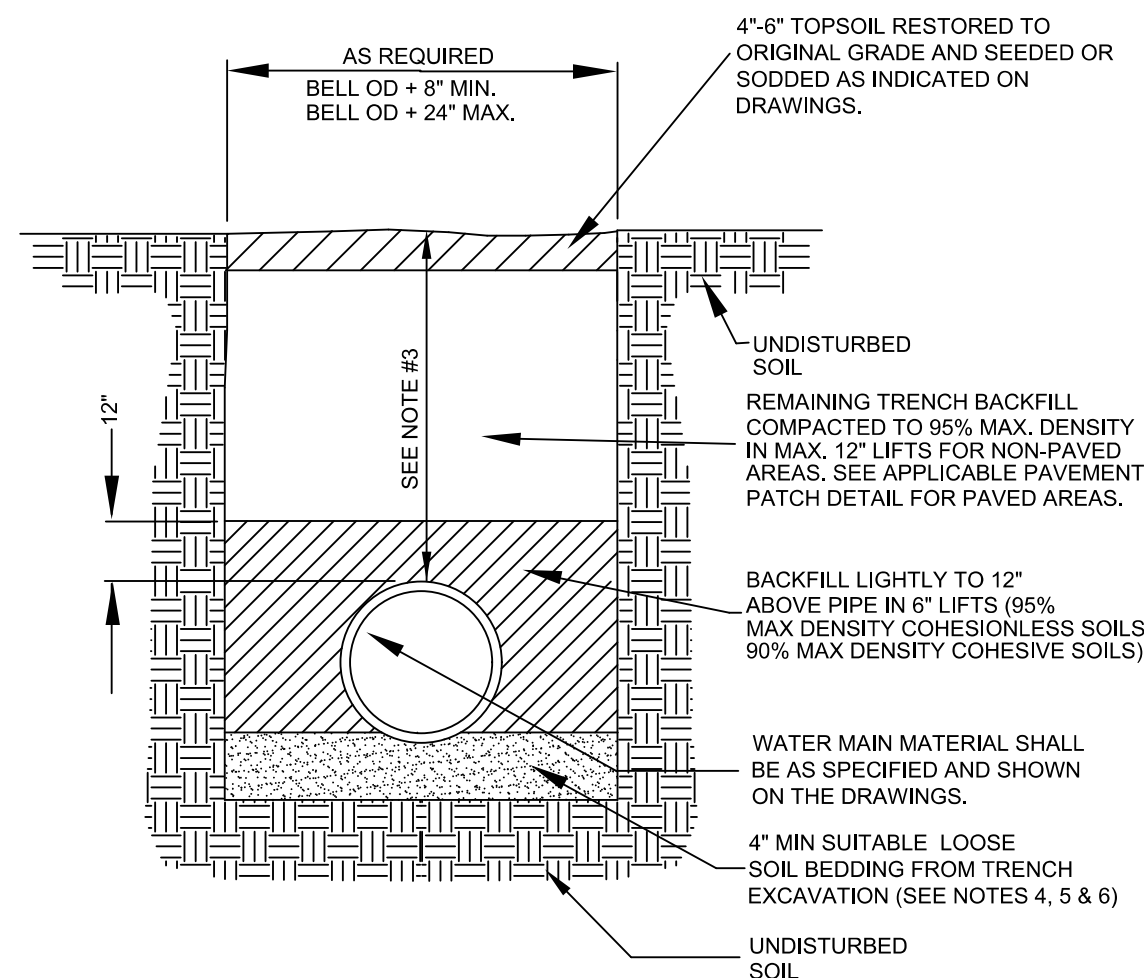 4"-6" TOPSOIL RESTORED TO
ORIGINAL GRADE AND SEEDED OR
SODDED AS INDICATED ON
DRAWINGS.
AS REQUIRED
BELL OD + 8" MIN.
BELL OD + 24" MAX.
UNDISTURBED
SOIL
SEE NOTE #3
12"
REMAINING TRENCH BACKFILL
COMPACTED TO 95% MAX. DENSITY
IN MAX. 12" LIFTS FOR NON-PAVED
AREAS. SEE APPLICABLE PAVEMENT
PATCH DETAIL FOR PAVED AREAS.
BACKFILL LIGHTLY TO 12"
ABOVE PIPE IN 6" LIFTS (95%
MAX DENSITY COHESIONLESS SOILS
90% MAX DENSITY COHESIVE SOILS)
WATER MAIN MATERIAL SHALL
BE AS SPECIFIED AND SHOWN
ON THE DRAWINGS.
4" MIN SUITABLE LOOSE
SOIL BEDDING FROM TRENCH
EXCAVATION (SEE NOTES 4, 5 & 6)
UNDISTURBED
SOIL